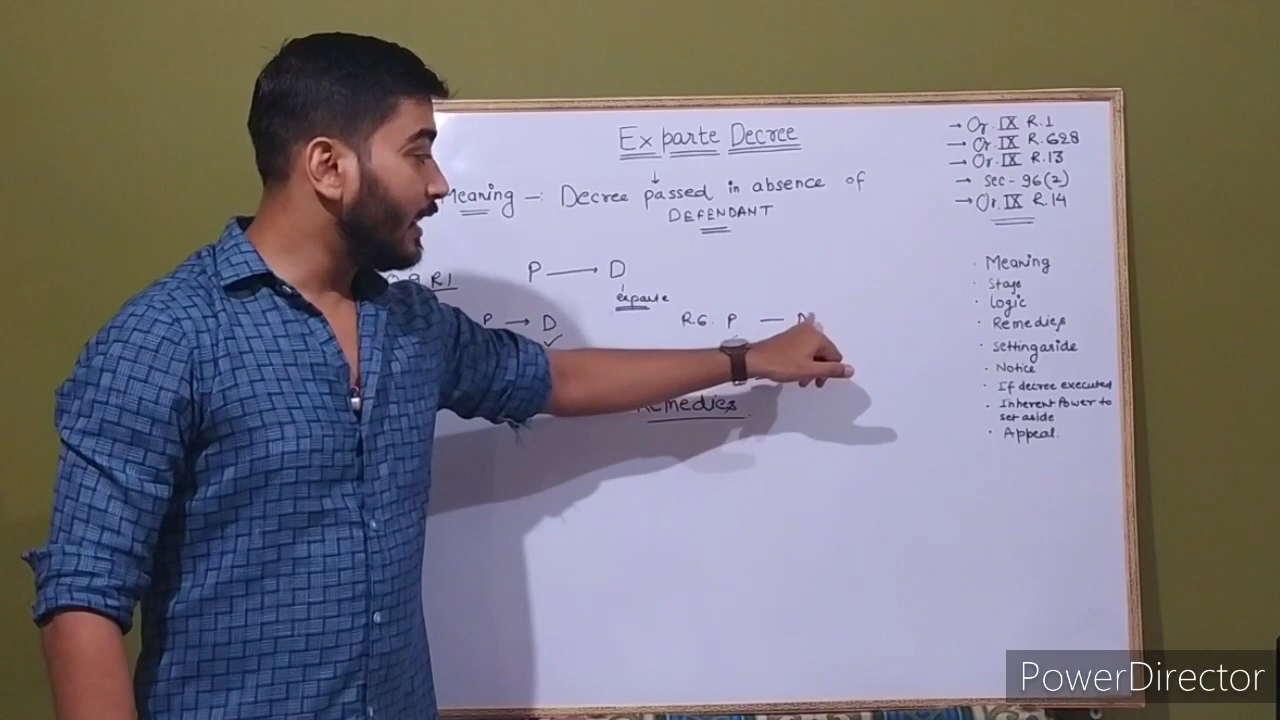 Ex parte Decree
Meaning -: Decree passed in absence of
DEFENDANT
P → D
exparte
R1
P → D
R.6. P — D
Remedies
→ Or. IX R.1
→ Or. IX R. 6&8
→ Or. IX R.13
→ Sec-96(2)
→ Or. IX R.14
· Meaning
· Stage
· Logic
· Remedies
· Setting aside
· Notice
· If decree executed
· Inherent Power to
set aside
· Appeal.
PowerDirector